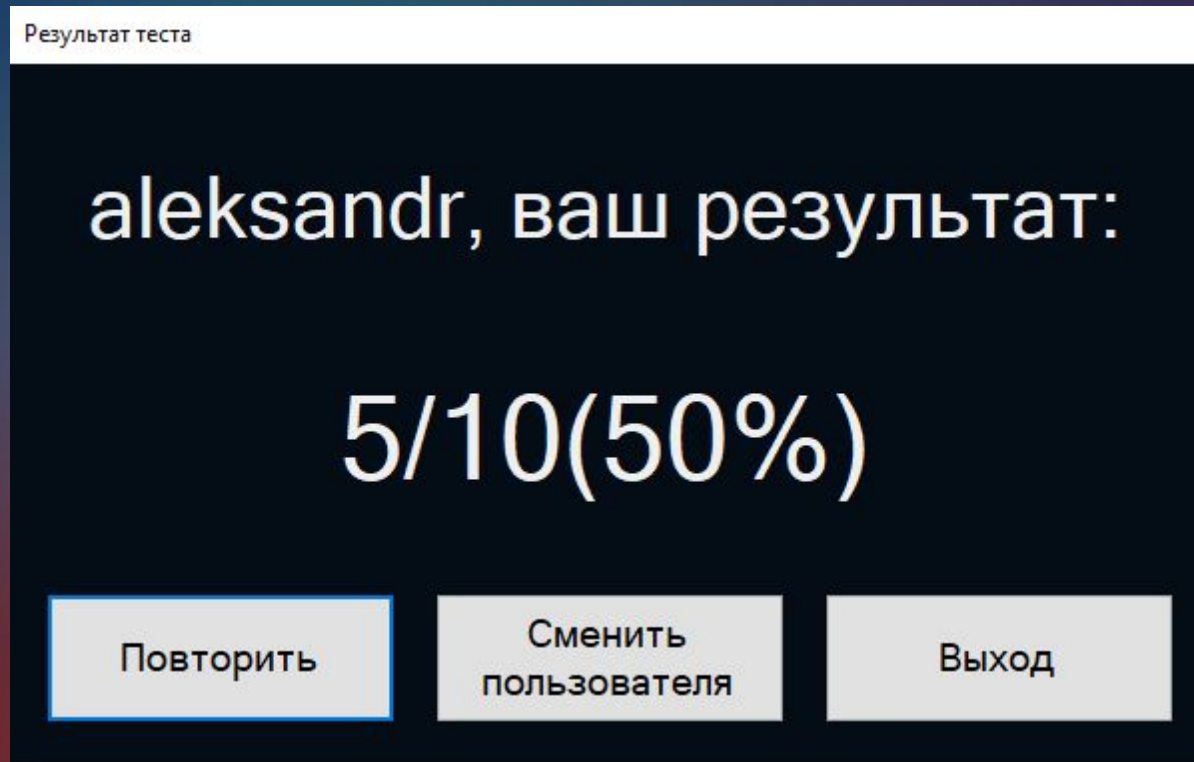 Результат теста
aleksandr, ваш результат:
5/10(50%)
Повторить
Сменить
пользователя
Выход